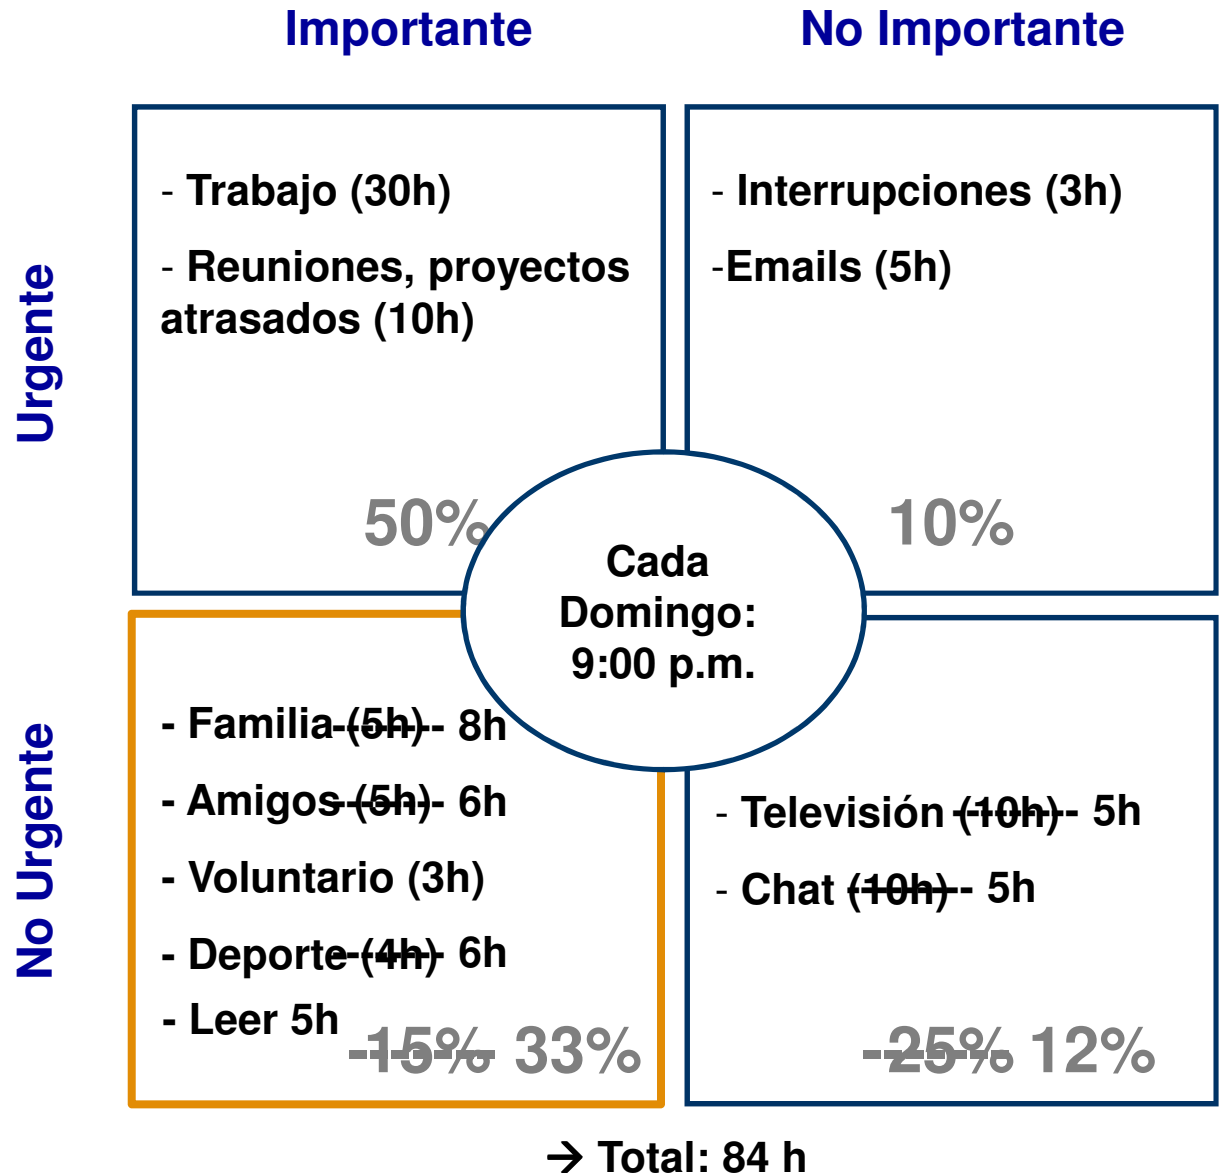 Importante
No Importante
Urgente
- Trabajo (30h)
- Reuniones, proyectos
atrasados (10h)
50%
- Interrupciones (3h)
-Emails (5h)
10%
Cada
Domingo:
9:00 p.m.
No Urgente
- Familia (5h) 8h
- Amigos (5h) 6h
- Voluntario (3h)
- Deporte (4h) 6h
- Leer 5h
15% 33%
- Televisión (10h) 5h
- Chat (10h) 5h
25% 12%
→ Total: 84 h